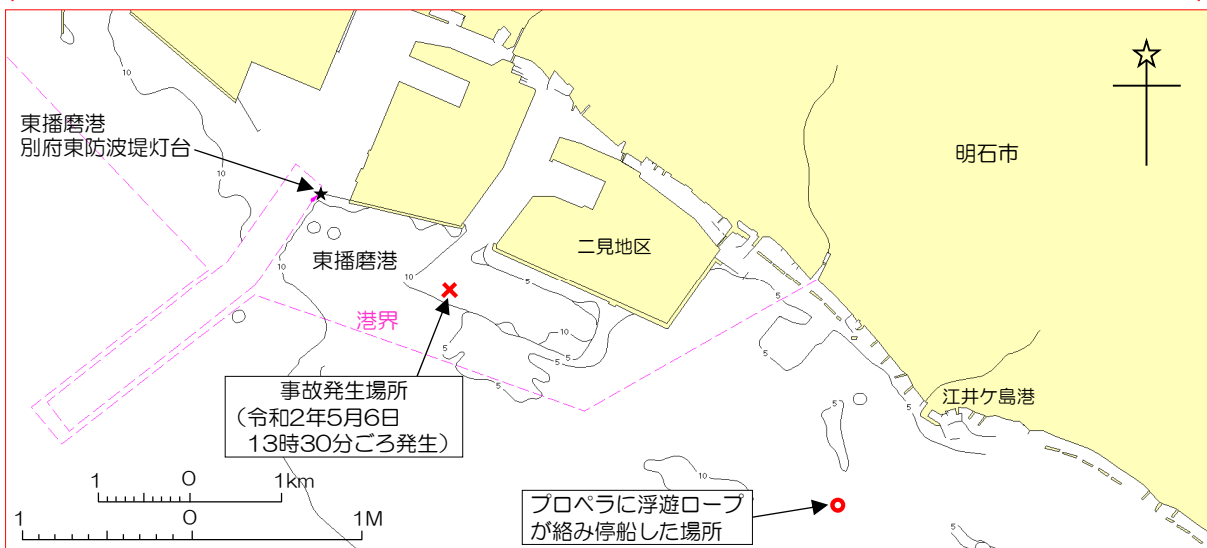 東播磨港
別府東防波堤灯台
明石市
二見地区
東播磨港
港界
事故発生場所
(令和2年5月6日
13時30分ごろ発生)
江井ケ島港
プロペラに浮遊ロープ
が絡み停船した場所
1 0 1km
1 0 1M
10
10
10
10
10
10
10
5
5
5
5
5
5
5
5
5